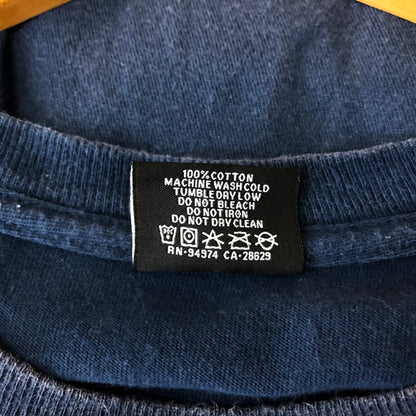 100% COTTON
MACHINE WASH COLD
TUMBLE DRY LOW
DO NOT BLEACH
DO NOT IRON
DO NOT DRY CLEAN
RN-94974 CA-28629